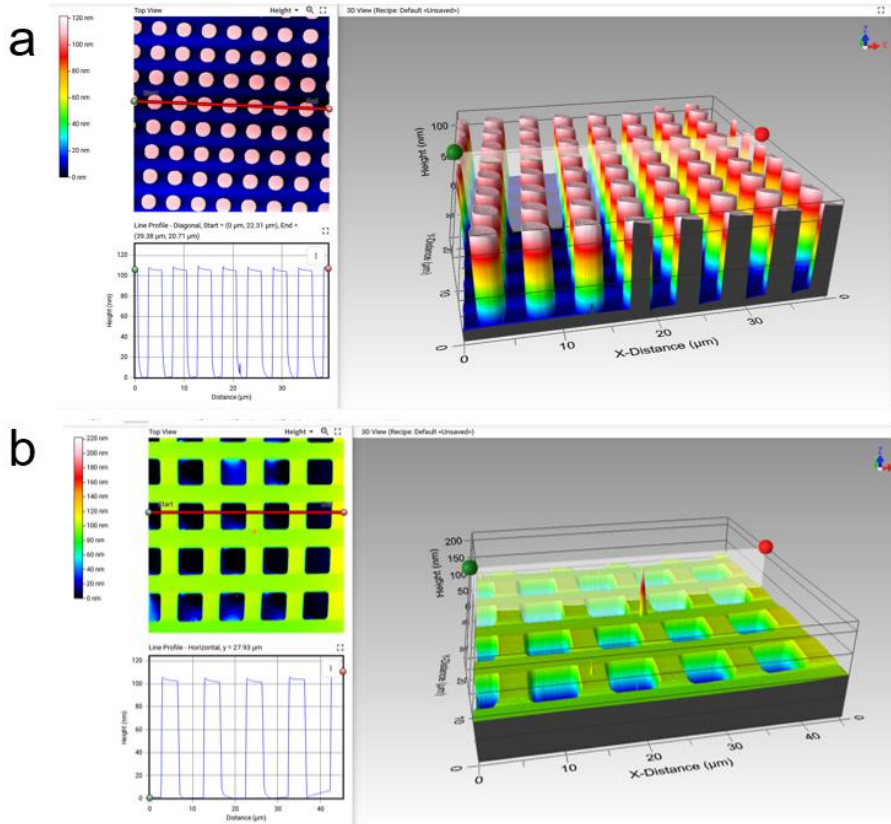 a
Top View
Height
3D View (Recipe: Default <Unsaved>)
120 nm
100 nm
80 nm
60 nm
40 nm
20 nm
0 nm
Line Profile - Diagonal, Start = (0 μm, 22.31 μm), End =
(39.38 μm, 20.71 μm)
Height (nm)
120
100
80
60
40
20
0
0 10 20 30
Distance (μm)
Z
X
Height (nm)
100
50
0
Y-Distance (μm)
0 10 20 30
X-Distance (μm)
b
Top View
Height
3D View (Recipe: Default <Unsaved>)
220 nm
200 nm
180 nm
160 nm
140 nm
120 nm
100 nm
80 nm
60 nm
40 nm
20 nm
0 nm
Start
End
Line Profile - Horizontal, y = 27.93 μm
Height (nm)
120
100
80
60
40
20
0
0 10 20 30 40
Distance (μm)
Z
X
Height (nm)
200
150
100
50
0
Y-Distance (μm)
0 10 20 30 40
X-Distance (μm)